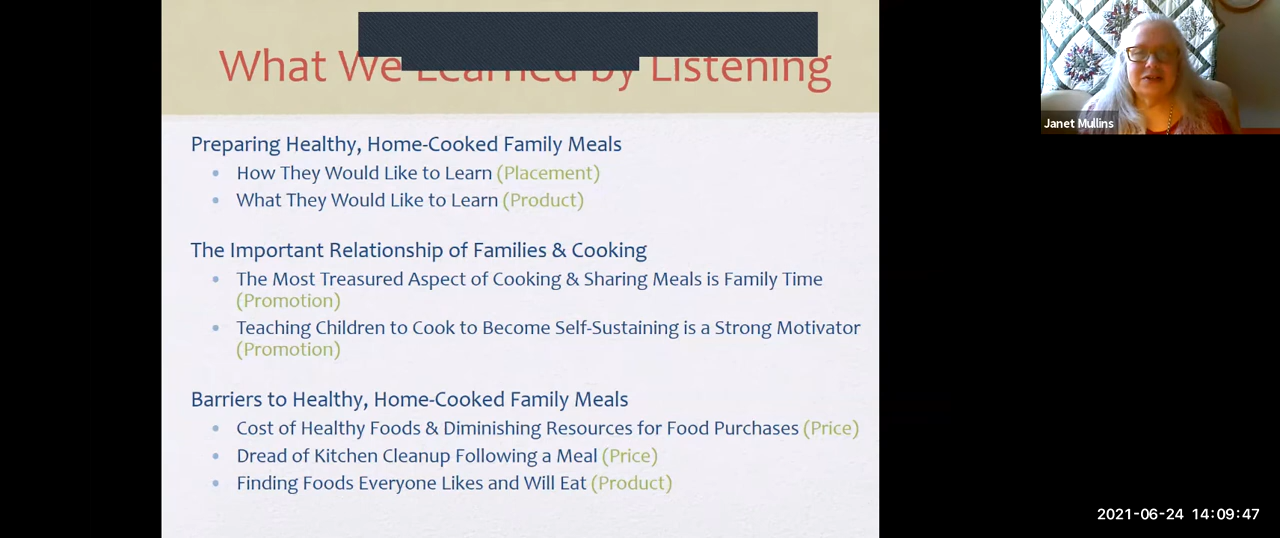 What We Learned by Listening
Preparing Healthy, Home-Cooked Family Meals
• How They Would Like to Learn (Placement)
• What They Would Like to Learn (Product)
The Important Relationship of Families & Cooking
• The Most Treasured Aspect of Cooking & Sharing Meals is Family Time
(Promotion)
• Teaching Children to Cook to Become Self-Sustaining is a Strong Motivator
(Promotion)
Barriers to Healthy, Home-Cooked Family Meals
• Cost of Healthy Foods & Diminishing Resources for Food Purchases (Price)
• Dread of Kitchen Cleanup Following a Meal (Price)
• Finding Foods Everyone Likes and Will Eat (Product)
Janet Mullins
2021-06-24 14:09:47